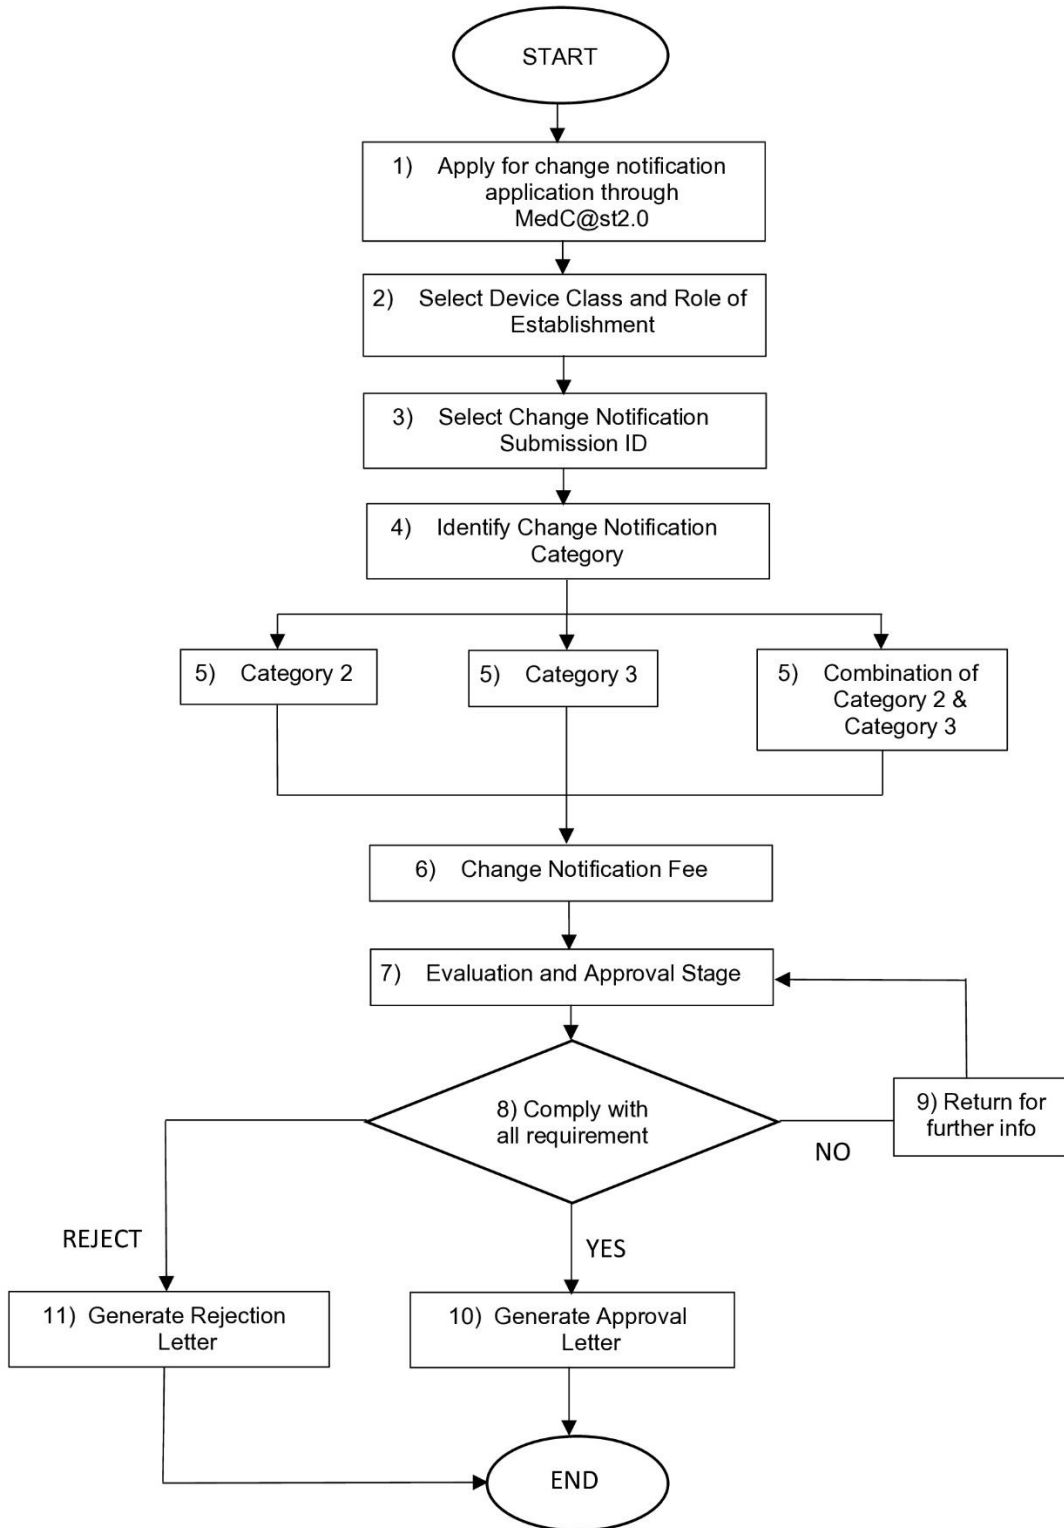 START
1) Apply for change notification
application through
MedC@st2.0
2) Select Device Class and Role of
Establishment
3) Select Change Notification
Submission ID
4) Identify Change Notification
Category
5) Category 2
5) Category 3
5) Combination of
Category 2 &
Category 3
6) Change Notification Fee
7) Evaluation and Approval Stage
8) Comply with
all requirement
9) Return for
further info
NO
REJECT
YES
11) Generate Rejection
Letter
10) Generate Approval
Letter
END